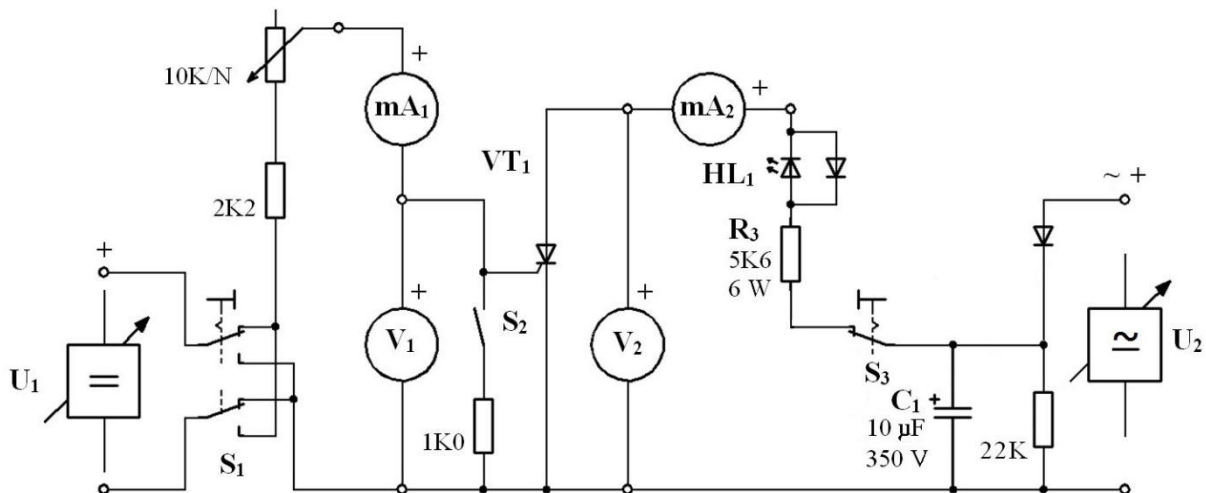 +
10K/N
mA₁
+
2K2
+
V₁
+
U₁
=
S₁
S₂
1K0
VT₁
mA₂
+
V₂
+
HL₁
R₃
5K6
6 W
S₃
C₁ +
10 µF
350 V
22K
~ +
≃
U₂